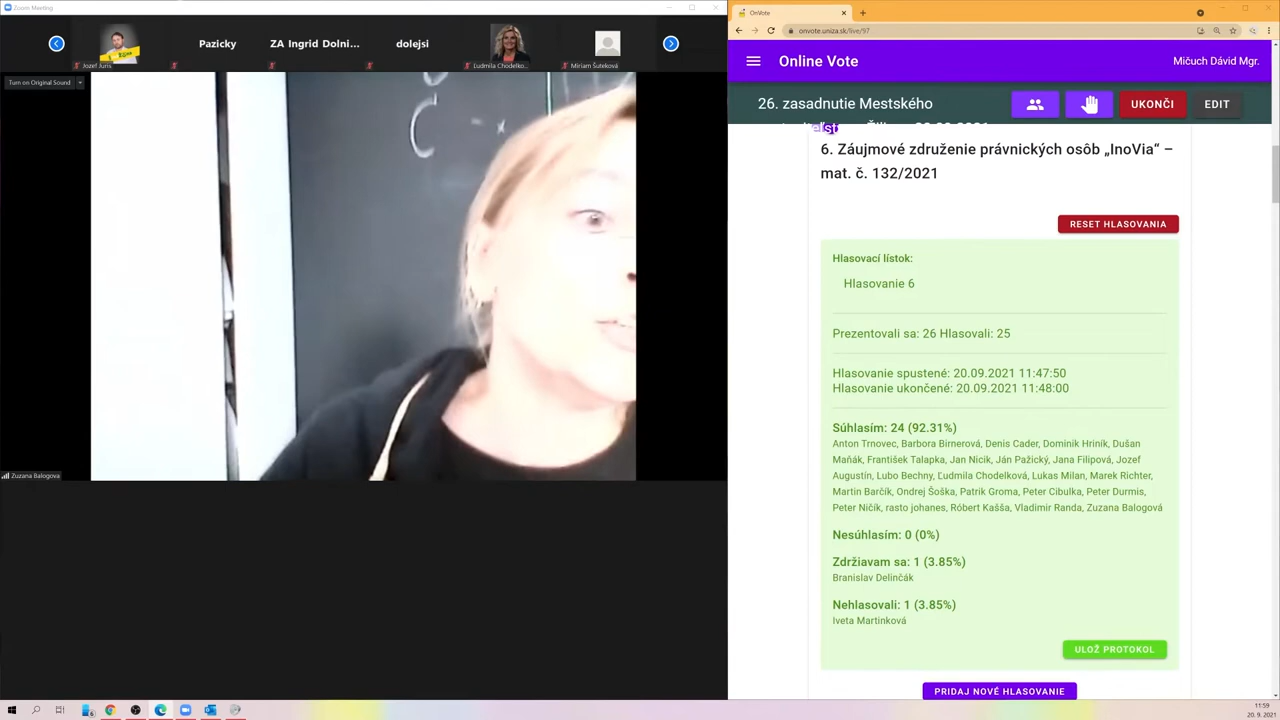 Zoom Meeting
Pazicky
ZA Ingrid Dolni...
dolejsi
Jozef Juris
Ľudmila Chodelko...
Miriam Šuteková
Turn on Original Sound
Zuzana Balogova
OnVote
onvote.uniza.sk/live/97
Online Vote
Mičuch Dávid Mgr.
26. zasadnutie Mestského
UKONČI
EDIT
6. Záujmové združenie právnických osôb „InoVia“ –
mat. č. 132/2021
RESET HLASOVANIA
Hlasovací lístok:
Hlasovanie 6
Prezentovali sa: 26 Hlasovali: 25
Hlasovanie spustené: 20.09.2021 11:47:50
Hlasovanie ukončené: 20.09.2021 11:48:00
Súhlasím: 24 (92.31%)
Anton Trnovec, Barbora Birnerová, Denis Cader, Dominik Hriník, Dušan
Maňák, František Talapka, Jan Nicik, Ján Pažický, Jana Filipová, Jozef
Augustín, Lubo Bechny, Ľudmila Chodelková, Lukas Milan, Marek Richter,
Martin Barčík, Ondrej Šoška, Patrik Groma, Peter Cibulka, Peter Durmis,
Peter Ničík, rasto johanes, Róbert Kašša, Vladimir Randa, Zuzana Balogová
Nesúhlasím: 0 (0%)
Zdržiavam sa: 1 (3.85%)
Branislav Delinčák
Nehlasovali: 1 (3.85%)
Iveta Martinková
ULOŽ PROTOKOL
PRIDAJ NOVÉ HLASOVANIE
11:59
20. 9. 2021